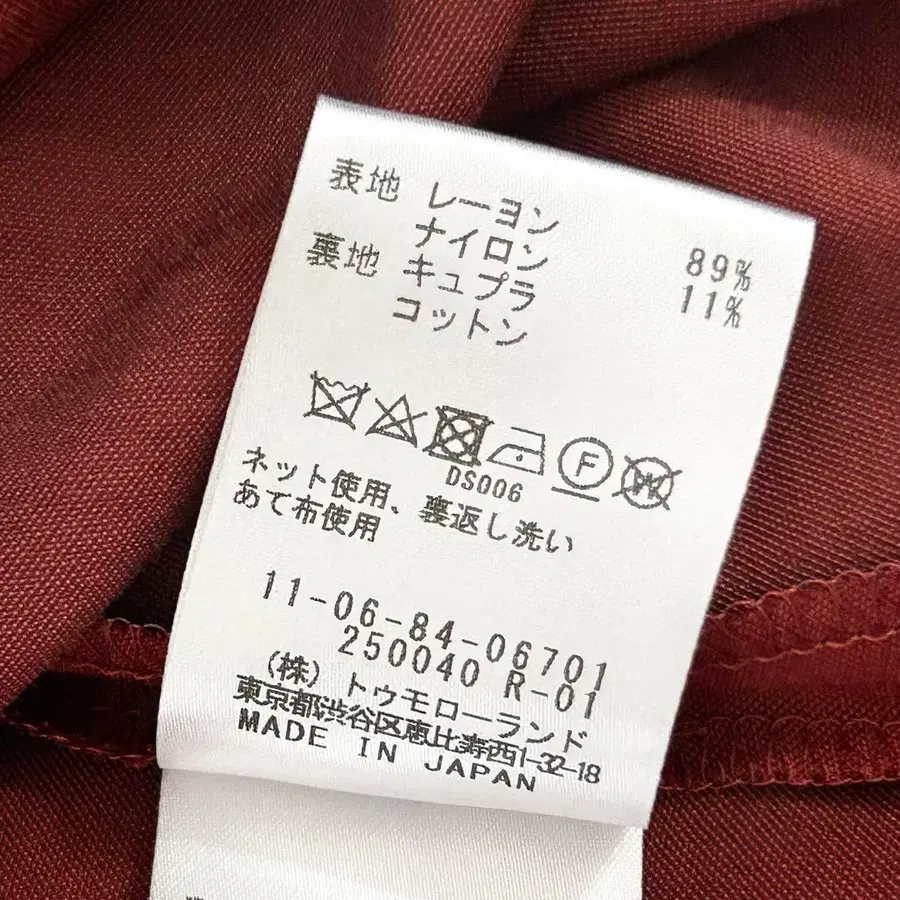 表地 レーヨン 89%
ナイロン 11%
裏地 キュプラ
コットン
F
DS006
ネット使用、裏返し洗い
あて布使用
11-06-84-06701
250040 R-01
(株) トゥモローランド
東京都渋谷区恵比寿西1-32-18
MADE IN JAPAN